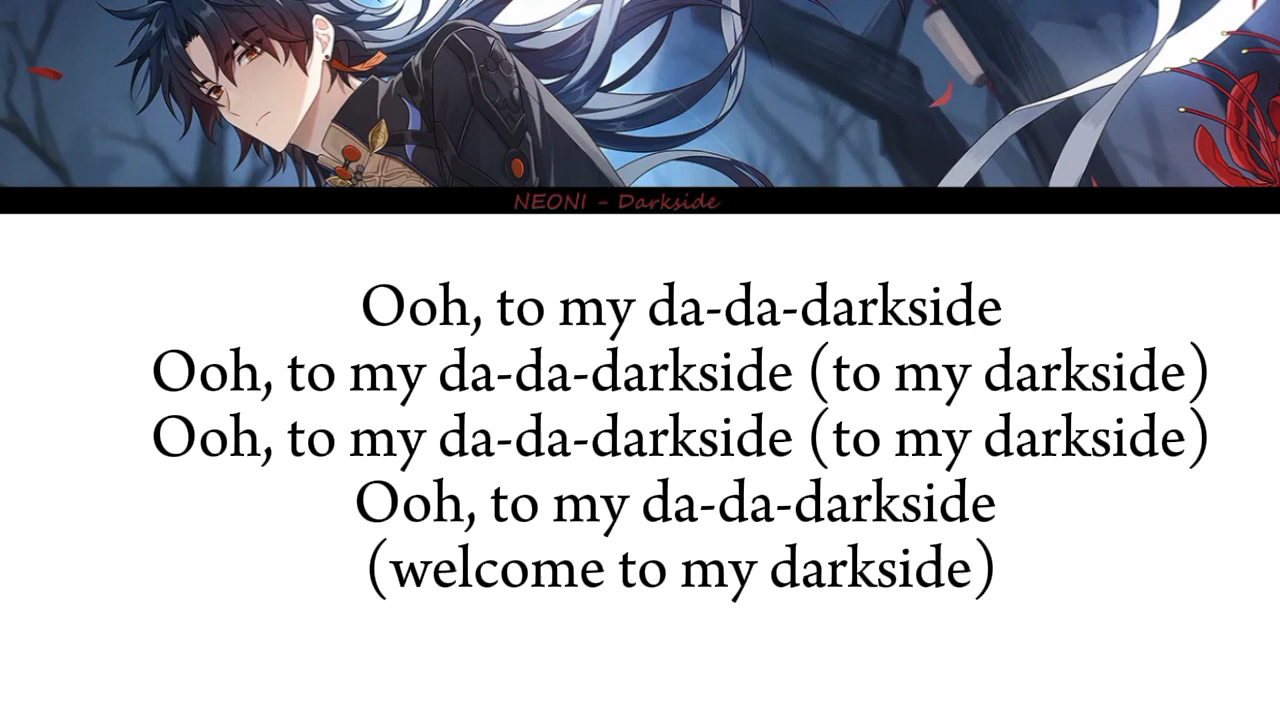 NEONI - Darkside
Ooh, to my da-da-darkside
Ooh, to my da-da-darkside (to my darkside)
Ooh, to my da-da-darkside (to my darkside)
Ooh, to my da-da-darkside
(welcome to my darkside)